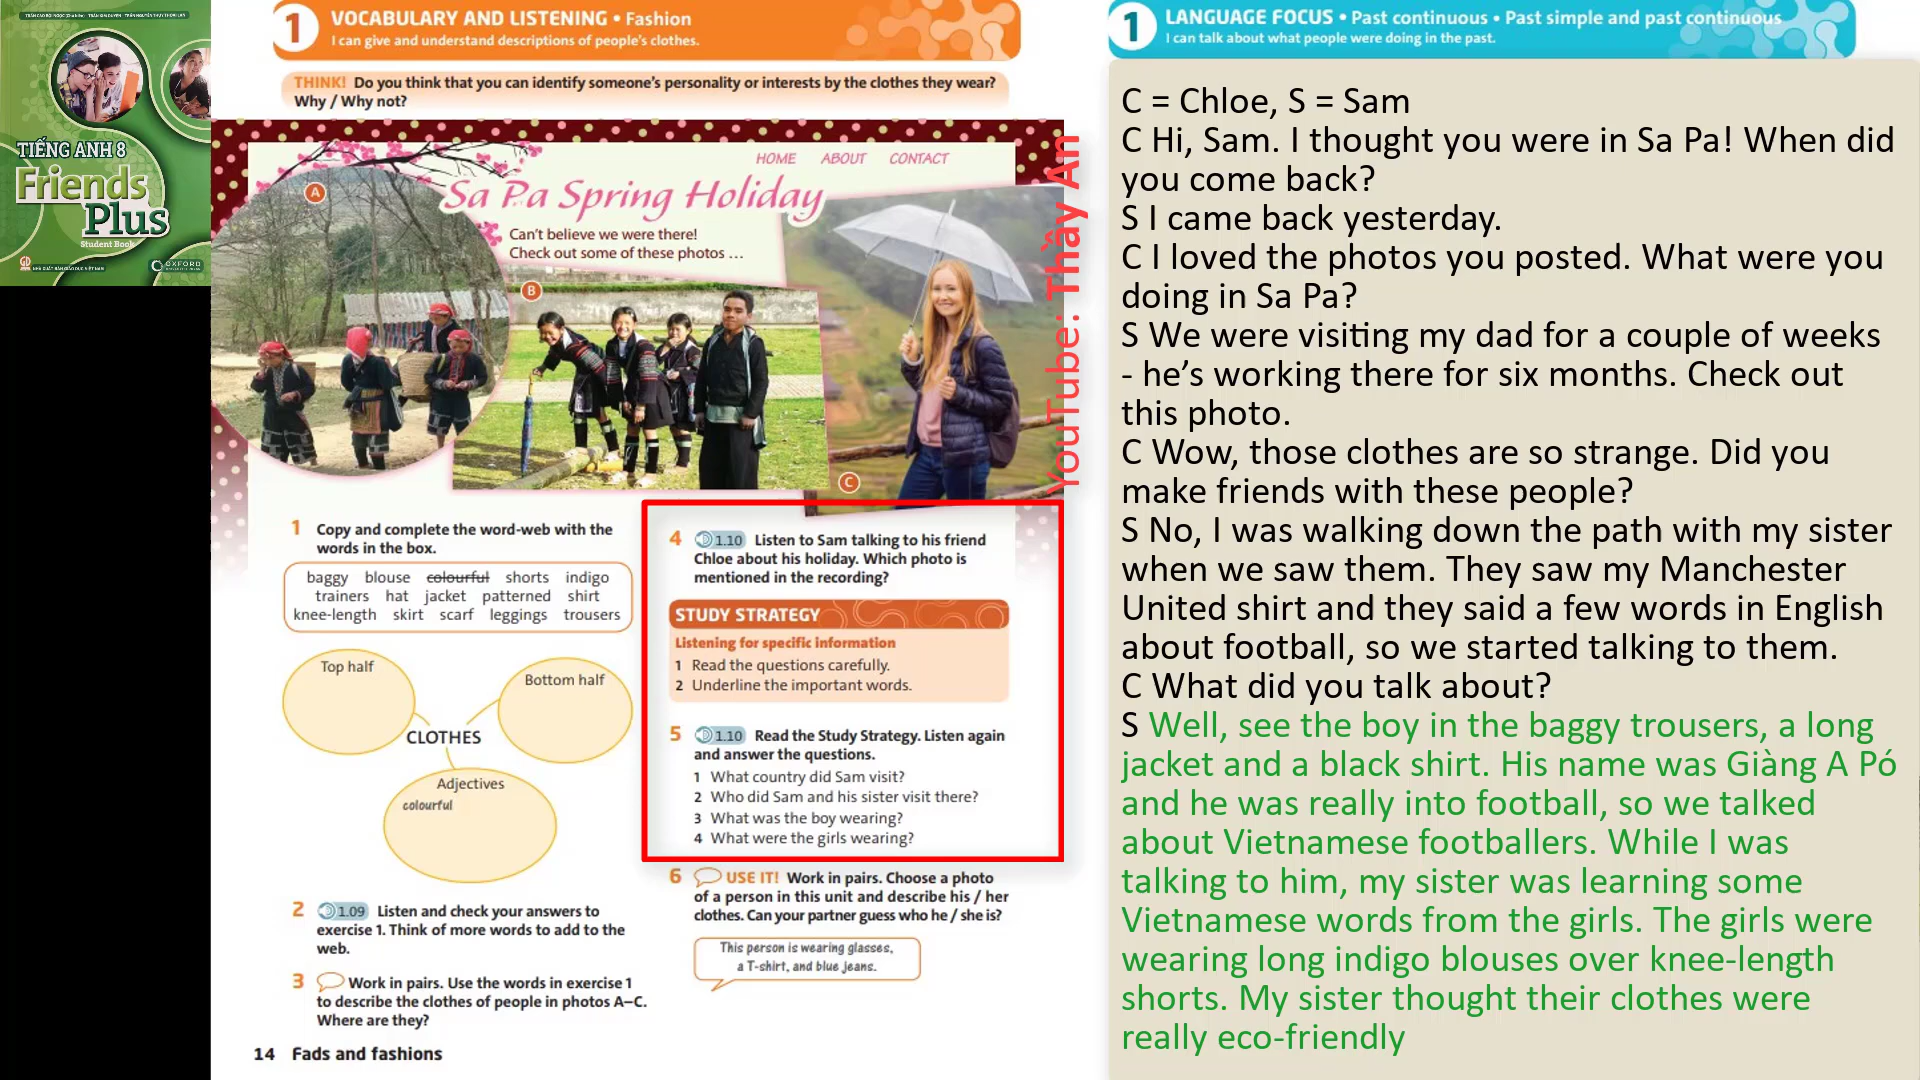 TIẾNG ANH 8
Friends
Plus
Student Book
NHÀ XUẤT BẢN GIÁO DỤC VIỆT NAM
OXFORD
1 VOCABULARY AND LISTENING • Fashion
I can give and understand descriptions of people's clothes.
THINK! Do you think that you can identify someone's personality or interests by the clothes they wear?
Why / Why not?
HOME ABOUT CONTACT
A
Sa Pa Spring Holiday
Can't believe we were there!
Check out some of these photos …
B
C
YouTube: Thầy An
1 Copy and complete the word-web with the
words in the box.
baggy blouse colourful shorts indigo
trainers hat jacket patterned shirt
knee-length skirt scarf leggings trousers
Top half
Bottom half
CLOTHES
Adjectives
colourful
2 1.09 Listen and check your answers to
exercise 1. Think of more words to add to the
web.
3 Work in pairs. Use the words in exercise 1
to describe the clothes of people in photos A–C.
Where are they?
4 1.10 Listen to Sam talking to his friend
Chloe about his holiday. Which photo is
mentioned in the recording?
STUDY STRATEGY
Listening for specific information
1 Read the questions carefully.
2 Underline the important words.
5 1.10 Read the Study Strategy. Listen again
and answer the questions.
1 What country did Sam visit?
2 Who did Sam and his sister visit there?
3 What was the boy wearing?
4 What were the girls wearing?
6 USE IT! Work in pairs. Choose a photo
of a person in this unit and describe his / her
clothes. Can your partner guess who he / she is?
This person is wearing glasses,
a T-shirt, and blue jeans.
14 Fads and fashions
1 LANGUAGE FOCUS • Past continuous • Past simple and past continuous
I can talk about what people were doing in the past.
C = Chloe, S = Sam
C Hi, Sam. I thought you were in Sa Pa! When did
you come back?
S I came back yesterday.
C I loved the photos you posted. What were you
doing in Sa Pa?
S We were visiting my dad for a couple of weeks
- he's working there for six months. Check out
this photo.
C Wow, those clothes are so strange. Did you
make friends with these people?
S No, I was walking down the path with my sister
when we saw them. They saw my Manchester
United shirt and they said a few words in English
about football, so we started talking to them.
C What did you talk about?
S Well, see the boy in the baggy trousers, a long
jacket and a black shirt. His name was Giàng A Pó
and he was really into football, so we talked
about Vietnamese footballers. While I was
talking to him, my sister was learning some
Vietnamese words from the girls. The girls were
wearing long indigo blouses over knee-length
shorts. My sister thought their clothes were
really eco-friendly